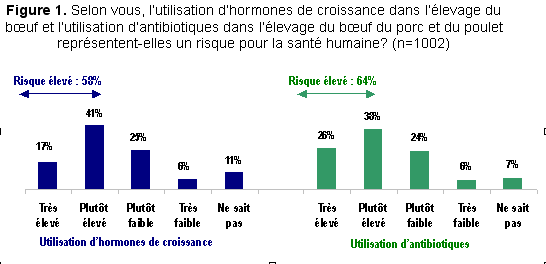 Figure 1. Selon vous, l'utilisation d'hormones de croissance dans l'élevage du
bœuf et l'utilisation d'antibiotiques dans l'élevage du bœuf du porc et du poulet
représentent-elles un risque pour la santé humaine? (n=1002)
Risque élevé : 58%
17%
41%
25%
6%
11%
Très élevé
Plutôt élevé
Plutôt faible
Très faible
Ne sait pas
Utilisation d'hormones de croissance
Risque élevé : 64%
26%
38%
24%
6%
7%
Très élevé
Plutôt élevé
Plutôt faible
Très faible
Ne sait pas
Utilisation d'antibiotiques